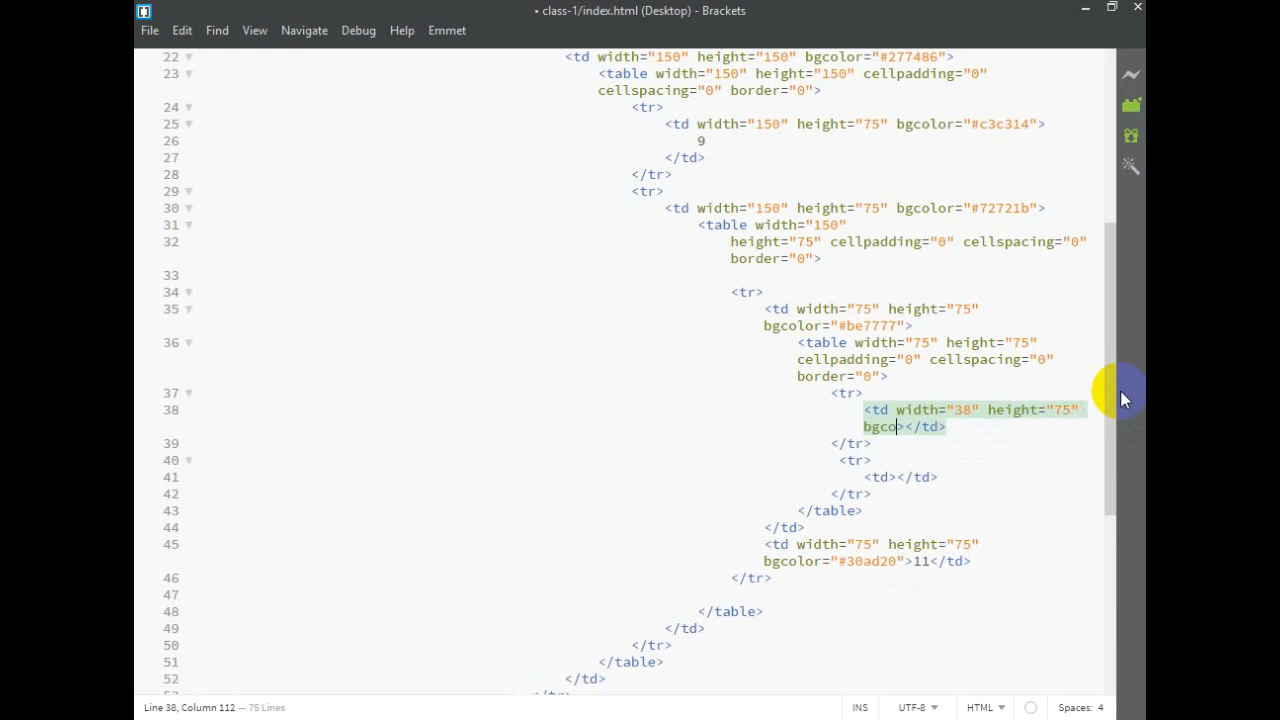 • class-1/index.html (Desktop) - Brackets
File Edit Find View Navigate Debug Help Emmet
22 <td width="150" height="150" bgcolor="#277486">
23 <table width="150" height="150" cellpadding="0"
cellspacing="0" border="0">
24 <tr>
25 <td width="150" height="75" bgcolor="#c3c314">
26 9
27 </td>
28 </tr>
29 <tr>
30 <td width="150" height="75" bgcolor="#72721b">
31 <table width="150"
32 height="75" cellpadding="0" cellspacing="0"
border="0">
33
34 <tr>
35 <td width="75" height="75"
bgcolor="#be7777">
36 <table width="75" height="75"
cellpadding="0" cellspacing="0"
border="0">
37 <tr>
38 <td width="38" height="75"
bgco></td>
39 </tr>
40 <tr>
41 <td></td>
42 </tr>
43 </table>
44 </td>
45 <td width="75" height="75"
bgcolor="#30ad20">11</td>
46 </tr>
47
48 </table>
49 </td>
50 </tr>
51 </table>
52 </td>
53 </tr>
Line 38, Column 112 — 75 Lines INS UTF-8 HTML Spaces: 4